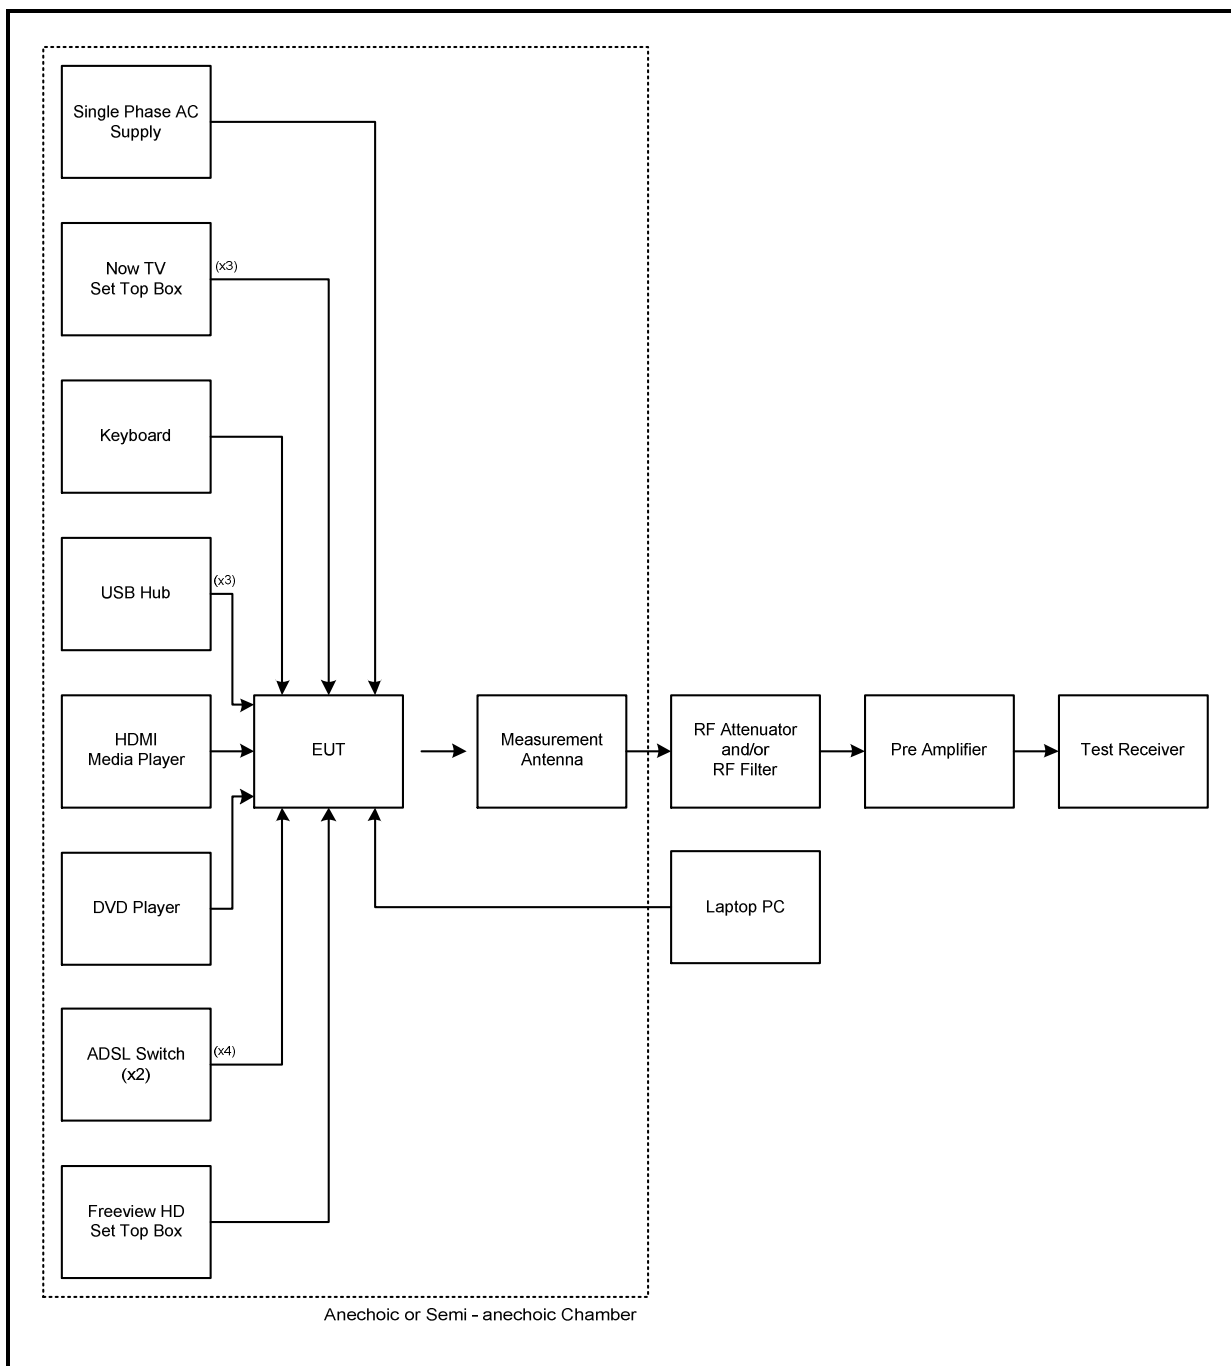 Single Phase AC
Supply
Now TV
Set Top Box
(x3)
Keyboard
USB Hub
(x3)
HDMI
Media Player
EUT
Measurement
Antenna
RF Attenuator
and/or
RF Filter
Pre Amplifier
Test Receiver
DVD Player
Laptop PC
ADSL Switch
(x2)
(x4)
Freeview HD
Set Top Box
Anechoic or Semi - anechoic Chamber